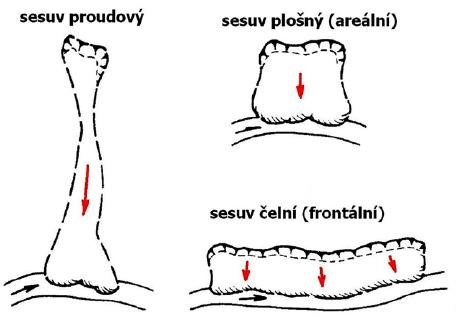 sesuv proudový
sesuv plošný (areální)
sesuv čelní (frontální)